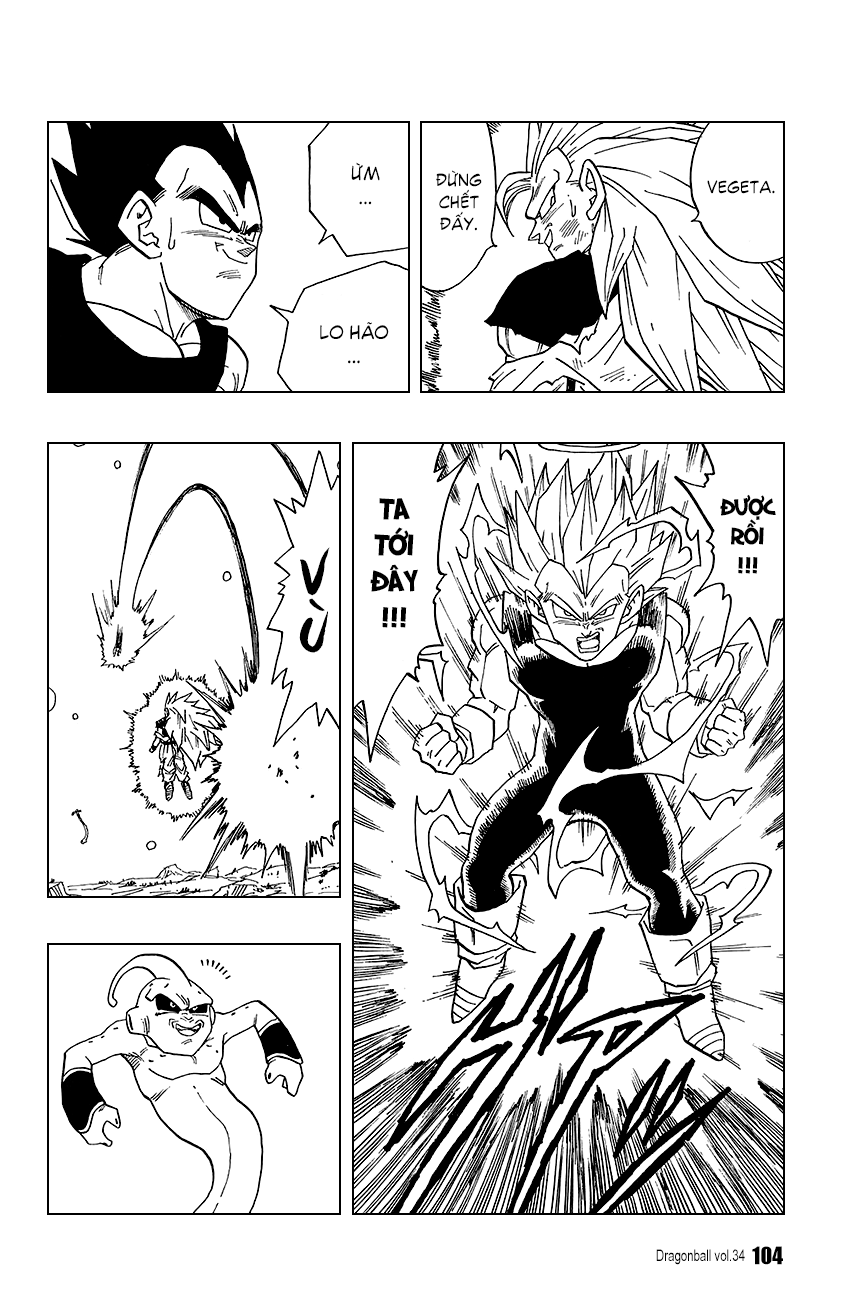 VEGETA.
ĐỪNG
CHẾT
ĐẤY.
ỪM
...
LO HÃO
...
ĐƯỢC
RỒI
!!!
TA
TỚI
ĐÂY
!!!
VÙ
Dragonball vol.34 104